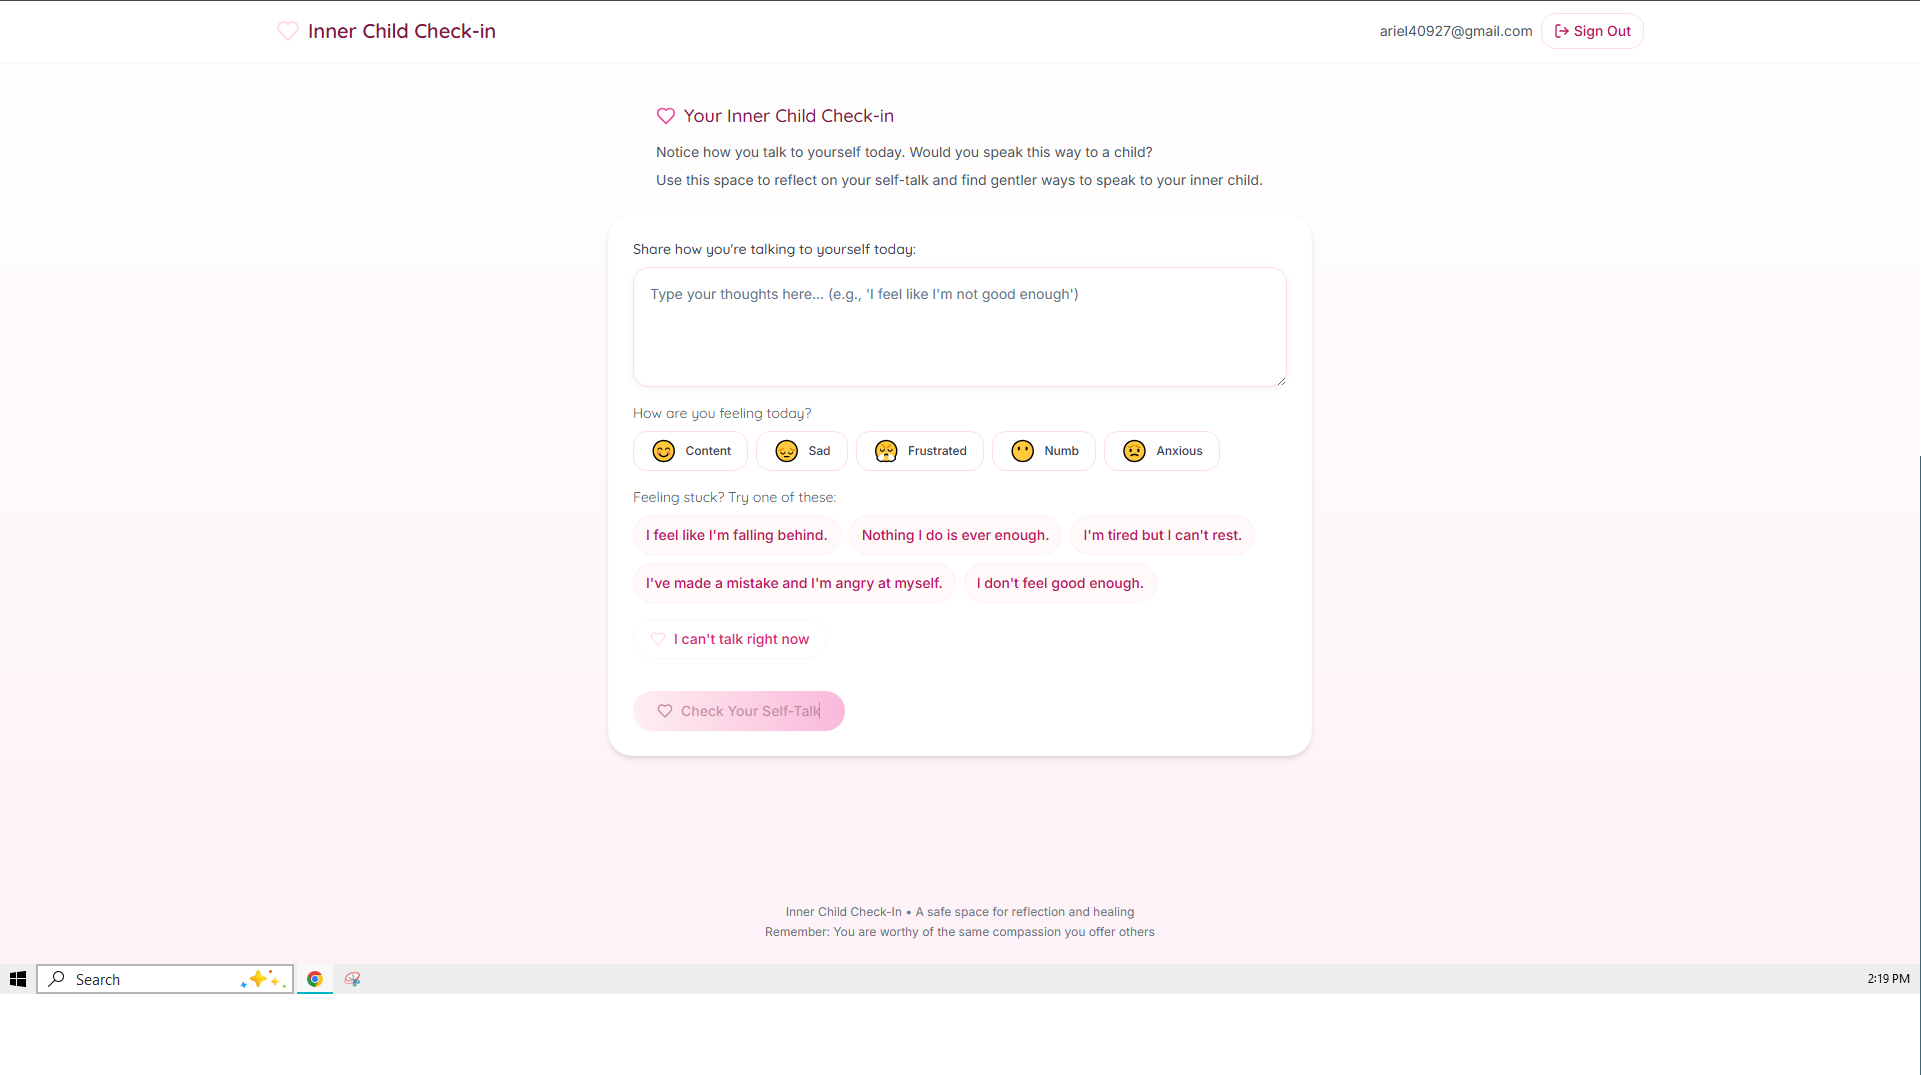 Inner Child Check-in
ariel40927@gmail.com Sign Out
Your Inner Child Check-in
Notice how you talk to yourself today. Would you speak this way to a child?
Use this space to reflect on your self-talk and find gentler ways to speak to your inner child.
Share how you're talking to yourself today:
Type your thoughts here... (e.g., 'I feel like I'm not good enough')
How are you feeling today?
Content Sad Frustrated Numb Anxious
Feeling stuck? Try one of these:
I feel like I'm falling behind. Nothing I do is ever enough. I'm tired but I can't rest.
I've made a mistake and I'm angry at myself. I don't feel good enough.
I can't talk right now
Check Your Self-Talk
Inner Child Check-In • A safe space for reflection and healing
Remember: You are worthy of the same compassion you offer others
Search 2:19 PM